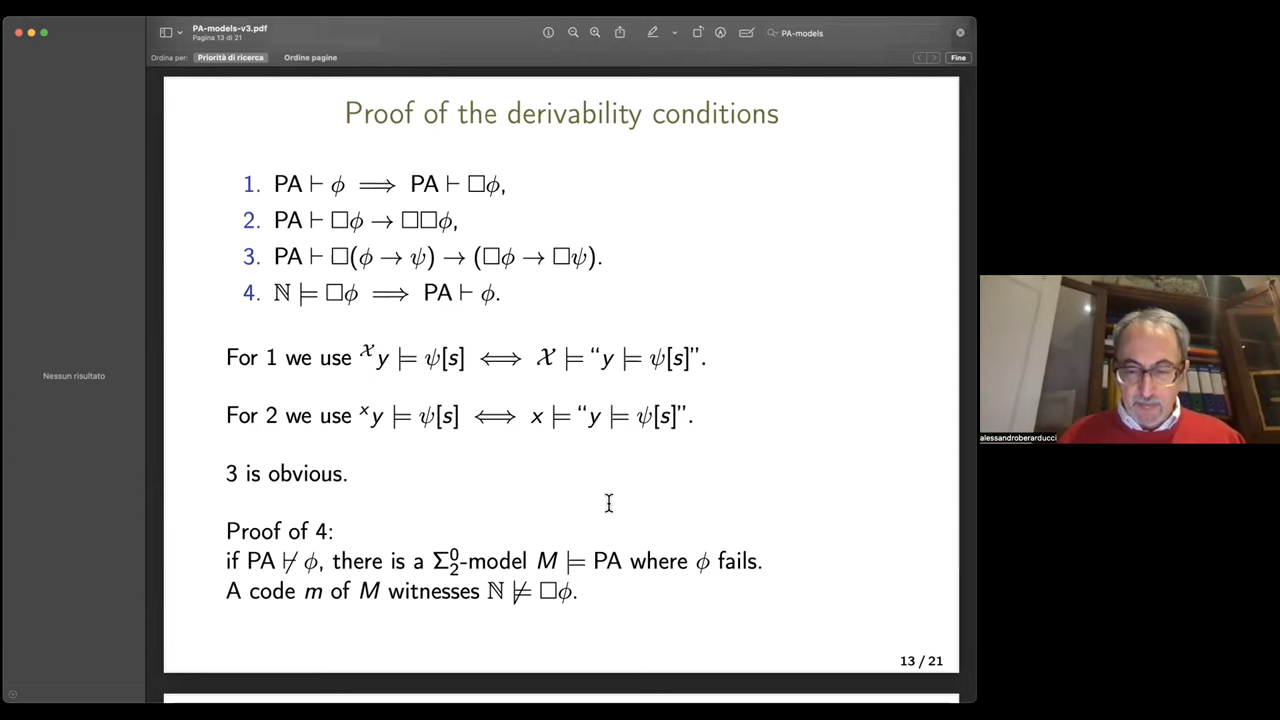 PA-models-v3.pdf
Pagina 13 di 21
PA-models
Ordina per:
Priorità di ricerca
Ordine pagine
Fine
Nessun risultato
Proof of the derivability conditions
1. PA ⊢ ϕ ⟹ PA ⊢ □ϕ,
2. PA ⊢ □ϕ → □□ϕ,
3. PA ⊢ □(ϕ → ψ) → (□ϕ → □ψ).
4. ℕ ⊨ □ϕ ⟹ PA ⊢ ϕ.
For 1 we use ^𝒳y ⊨ ψ[s] ⟺ 𝒳 ⊨ “y ⊨ ψ[s]”.
For 2 we use ^xy ⊨ ψ[s] ⟺ x ⊨ “y ⊨ ψ[s]”.
3 is obvious.
Proof of 4:
if PA ⊬ ϕ, there is a Σ⁰₂-model M ⊨ PA where ϕ fails.
A code m of M witnesses ℕ ⊭ □ϕ.
13 / 21
alessandroberarducci